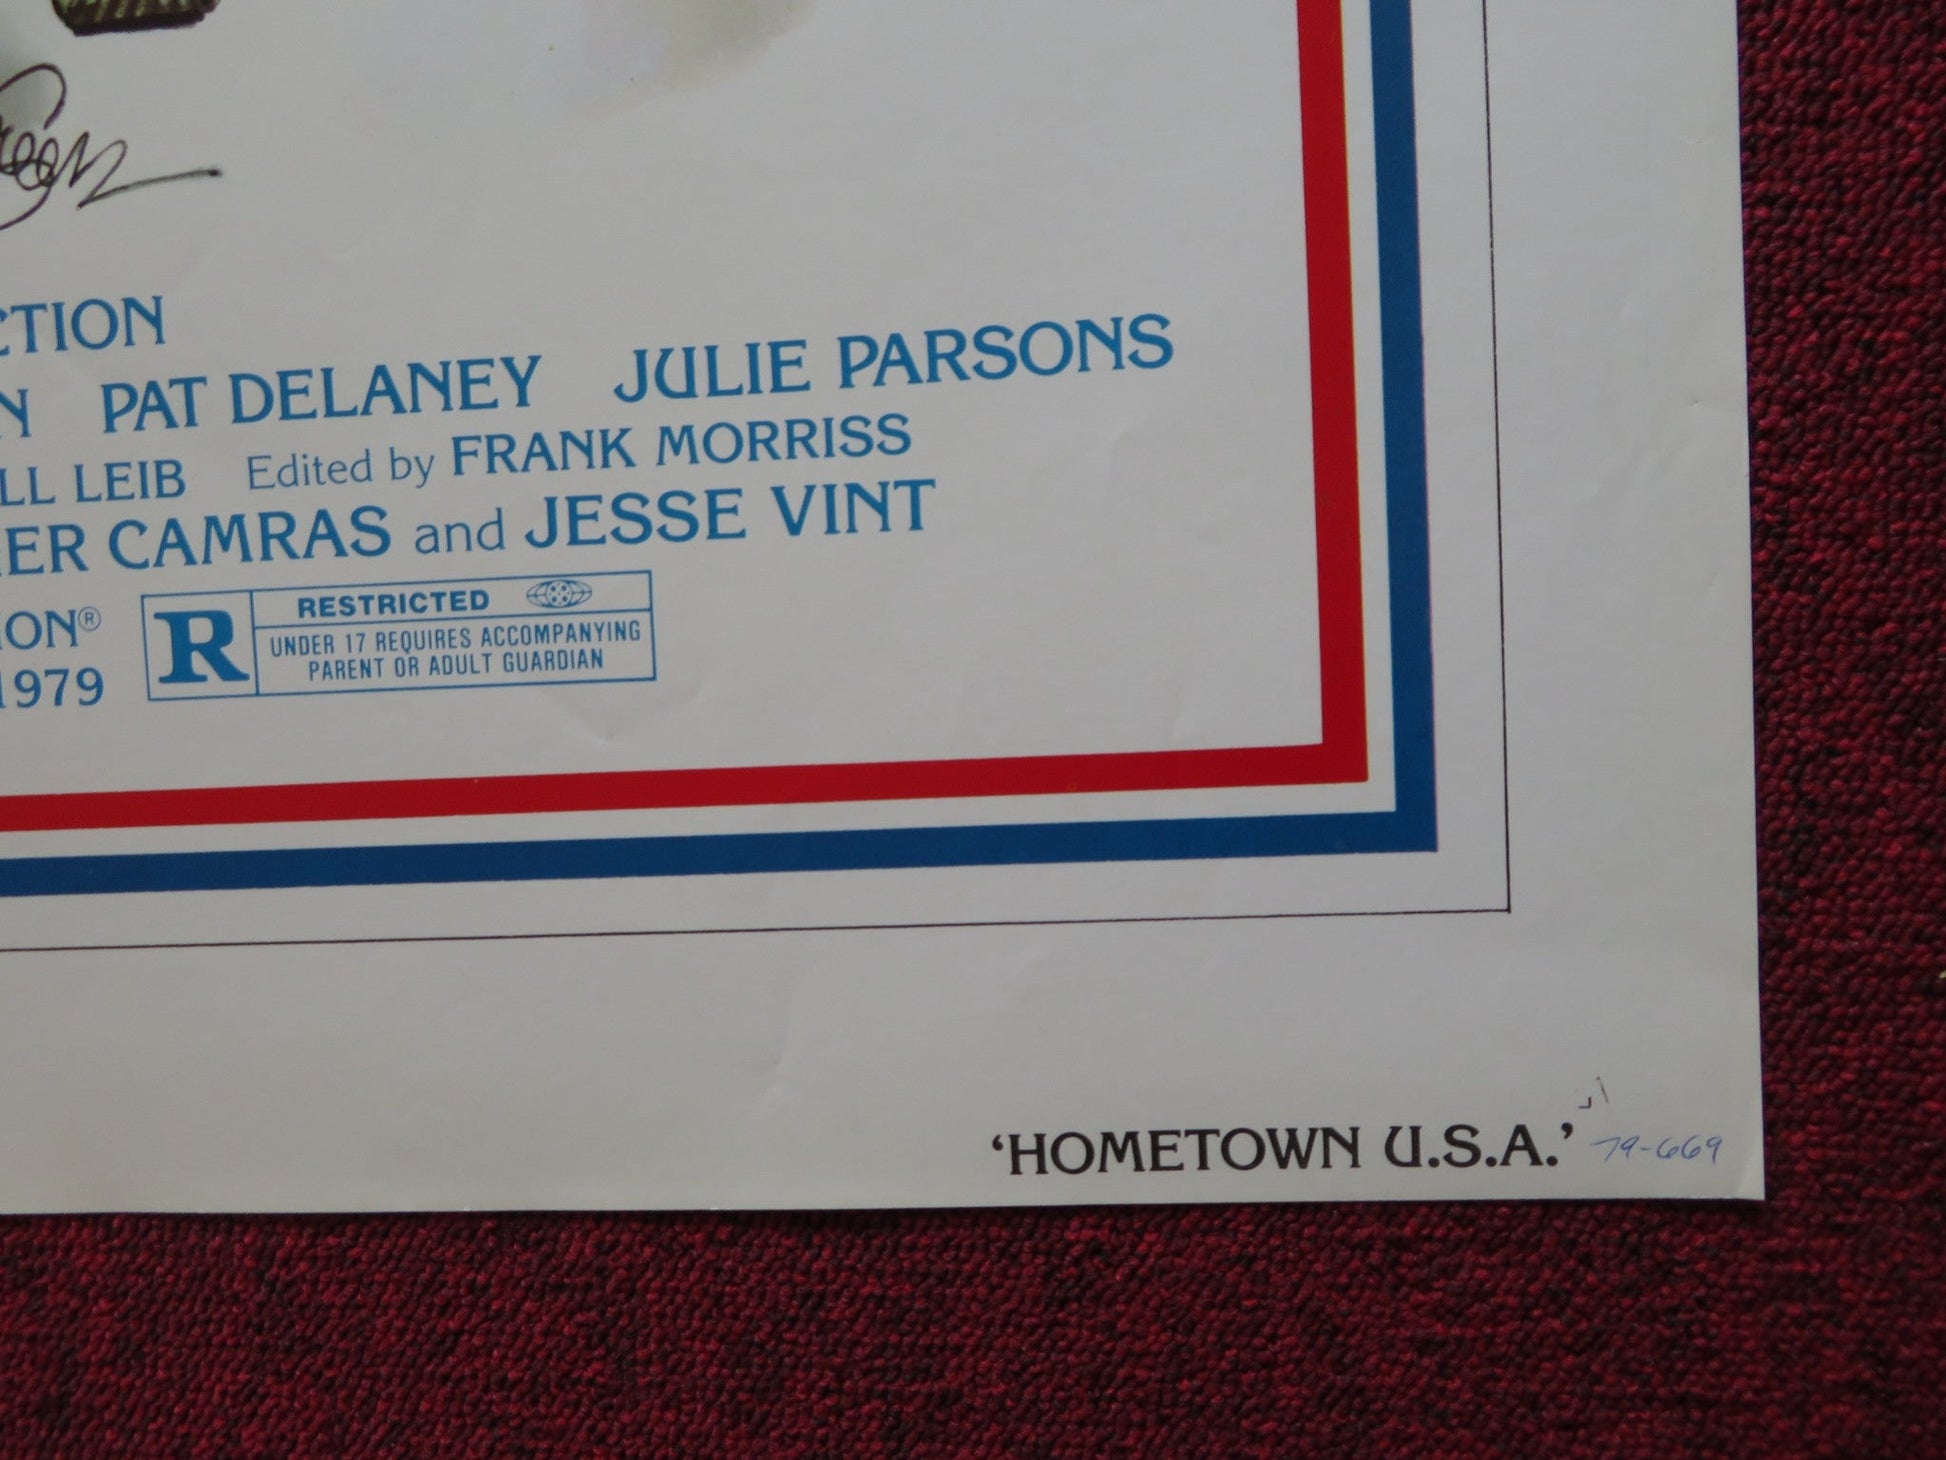 CTION
N PAT DELANEY JULIE PARSONS
LL LEIB Edited by FRANK MORRISS
ER CAMRAS and JESSE VINT
ION®
1979
R
RESTRICTED
UNDER 17 REQUIRES ACCOMPANYING
PARENT OR ADULT GUARDIAN
‘HOMETOWN U.S.A.’ 79-669